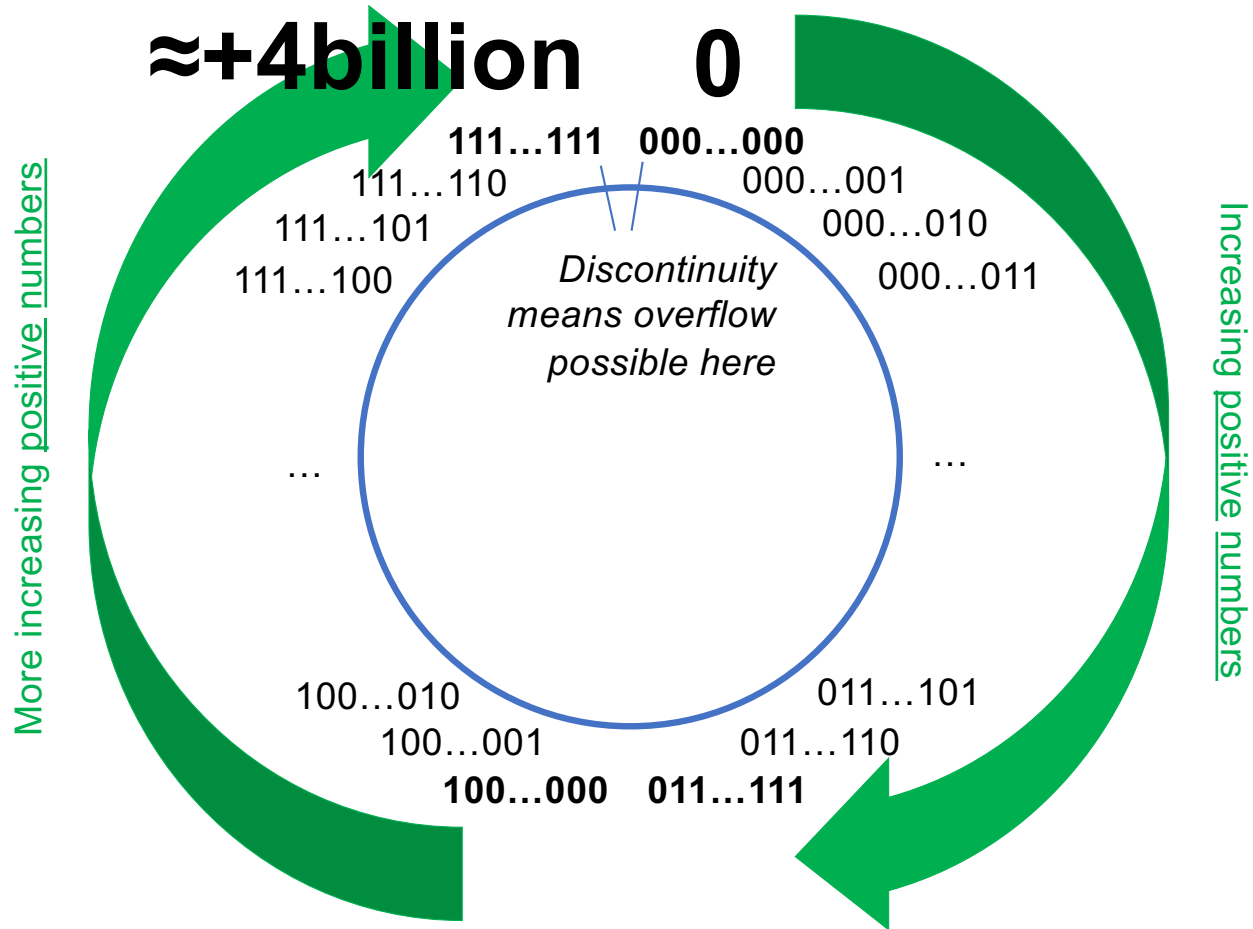 ≈+4billion 0
111…111 000…000
111…110 000…001
111…101 000…010
111…100 000…011
Discontinuity
means overflow
possible here
More increasing positive numbers
Increasing positive numbers
… …
100…010 011…101
100…001 011…110
100…000 011…111